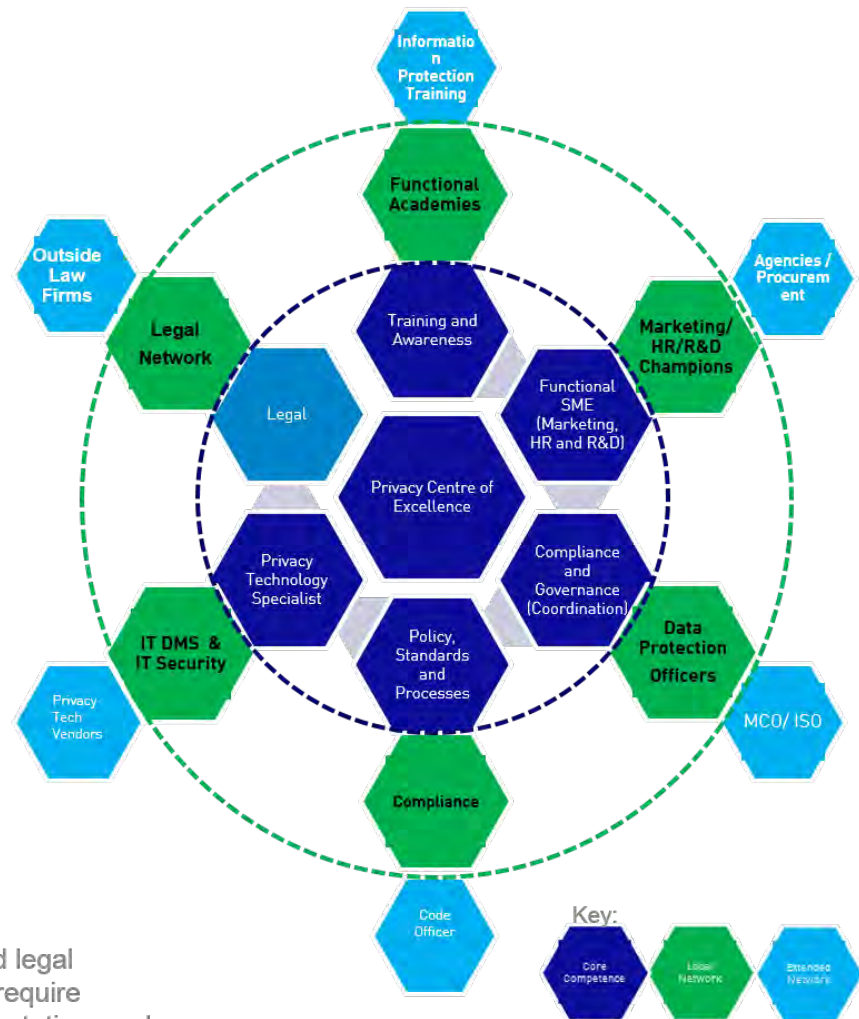 Informatio
n
Protection
Training
Functional
Academies
Outside
Law
Firms
Agencies /
Procurem
ent
Legal
Network
Training and
Awareness
Marketing/
HR/R&D
Champions
Legal
Functional
SME
(Marketing,
HR and R&D)
Privacy Centre of
Excellence
Privacy
Technology
Specialist
Compliance
and
Governance
(Coordination)
IT DMS &
IT Security
Policy,
Standards
and
Processes
Data
Protection
Officers
Privacy
Tech
Vendors
MCO/ ISO
Compliance
Code
Officer
Key:
Core
Competence
Local
Network
Extended
Network
legal
require